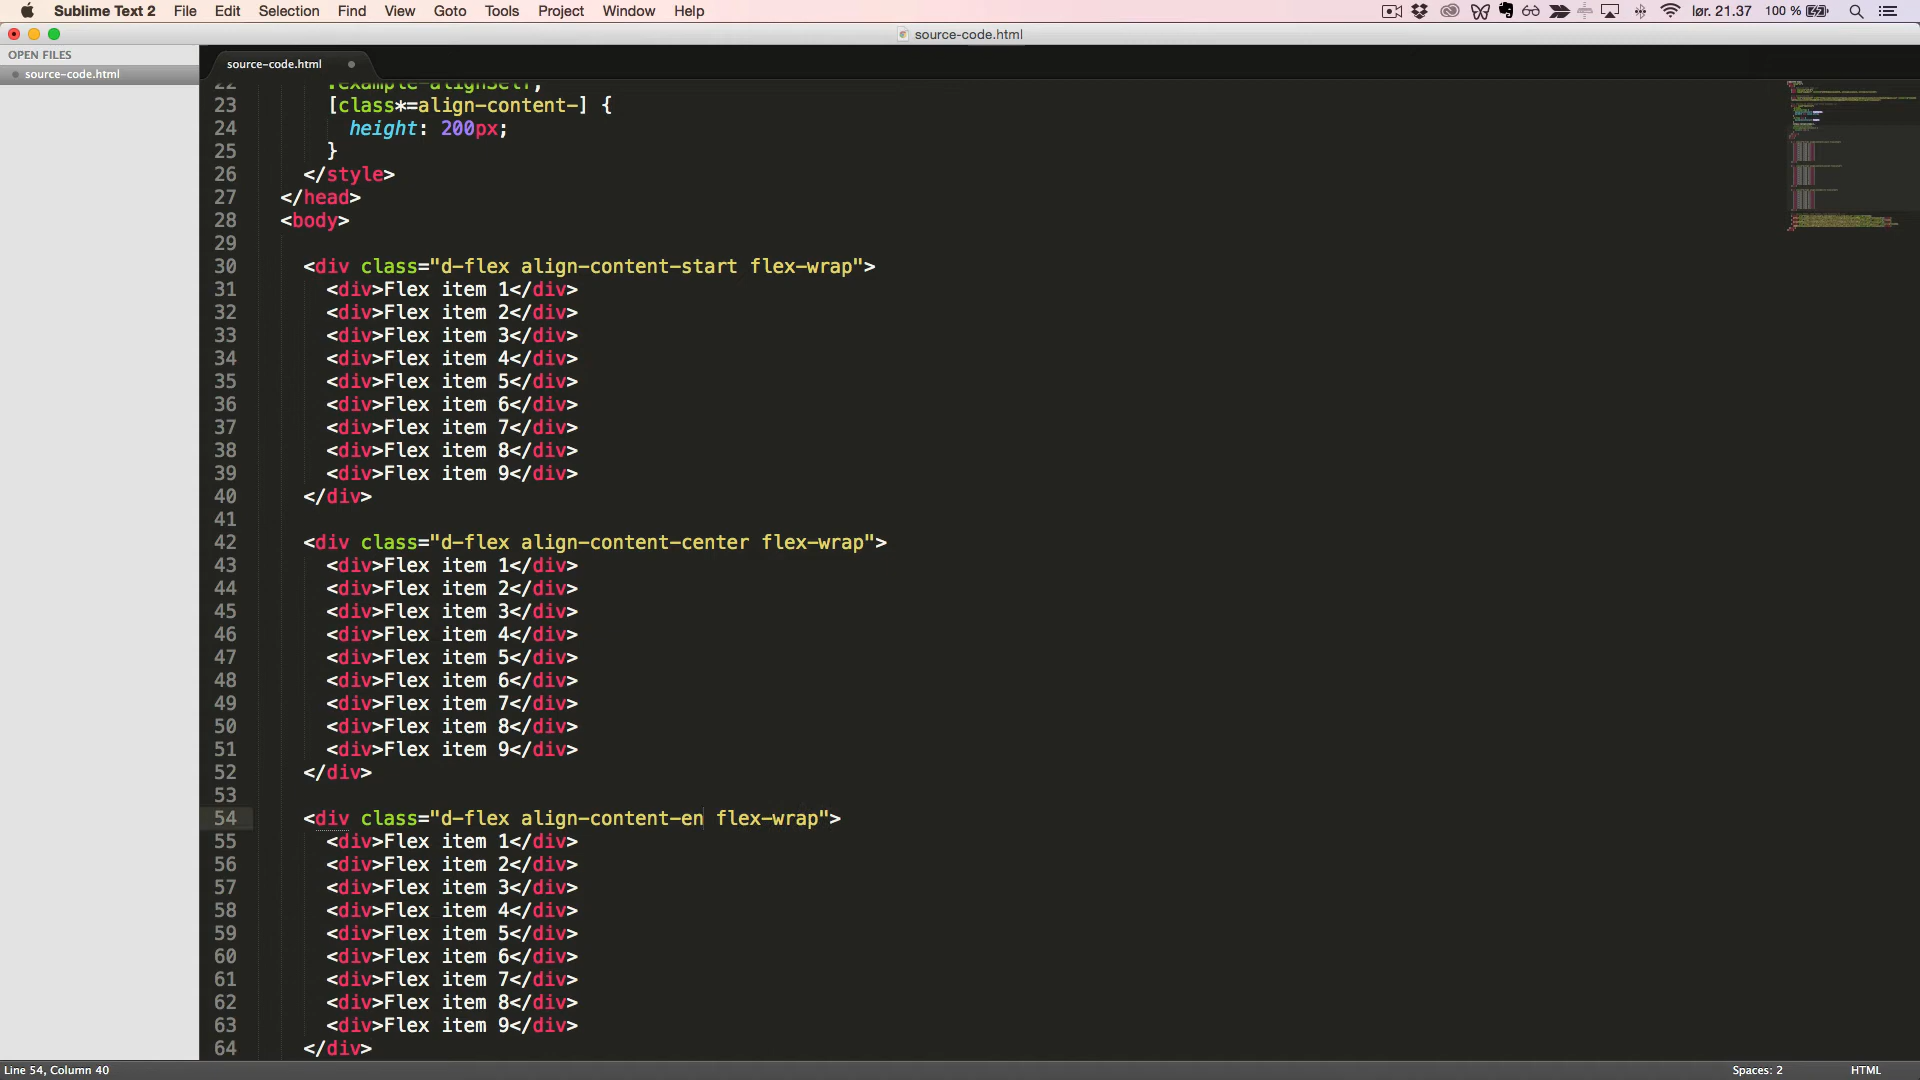 Sublime Text 2 File Edit Selection Find View Goto Tools Project Window Help lør. 21.37 100 %
source-code.html
OPEN FILES
source-code.html
source-code.html
22 .example-alignSelf,
23 [class*=align-content-] {
24 height: 200px;
25 }
26 </style>
27 </head>
28 <body>
29
30 <div class="d-flex align-content-start flex-wrap">
31 <div>Flex item 1</div>
32 <div>Flex item 2</div>
33 <div>Flex item 3</div>
34 <div>Flex item 4</div>
35 <div>Flex item 5</div>
36 <div>Flex item 6</div>
37 <div>Flex item 7</div>
38 <div>Flex item 8</div>
39 <div>Flex item 9</div>
40 </div>
41
42 <div class="d-flex align-content-center flex-wrap">
43 <div>Flex item 1</div>
44 <div>Flex item 2</div>
45 <div>Flex item 3</div>
46 <div>Flex item 4</div>
47 <div>Flex item 5</div>
48 <div>Flex item 6</div>
49 <div>Flex item 7</div>
50 <div>Flex item 8</div>
51 <div>Flex item 9</div>
52 </div>
53
54 <div class="d-flex align-content-en flex-wrap">
55 <div>Flex item 1</div>
56 <div>Flex item 2</div>
57 <div>Flex item 3</div>
58 <div>Flex item 4</div>
59 <div>Flex item 5</div>
60 <div>Flex item 6</div>
61 <div>Flex item 7</div>
62 <div>Flex item 8</div>
63 <div>Flex item 9</div>
64 </div>
Line 54, Column 40 Spaces: 2 HTML